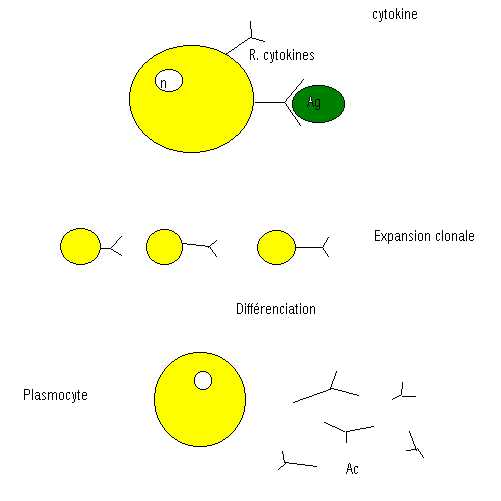 cytokine
R. cytokines
n
Ag
Expansion clonale
Différenciation
Plasmocyte
Ac